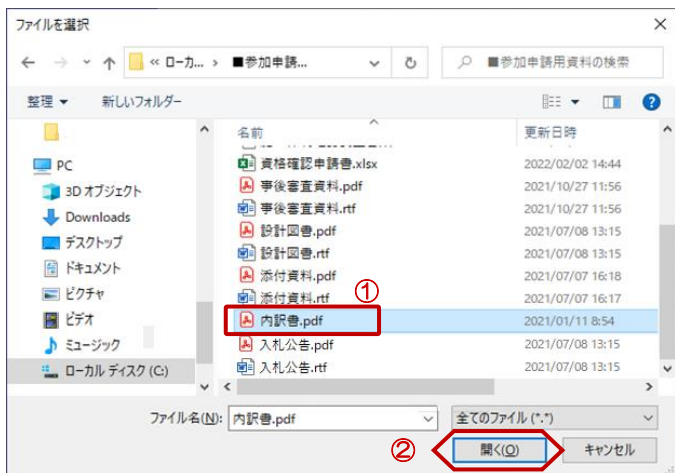 ファイルを選択
« ローカ... › ■参加申請... ■参加申請用資料の検索
整理 新しいフォルダー
名前 更新日時
PC 資格確認申請書.xlsx 2022/02/02 14:44
3D オブジェクト 事後審査資料.pdf 2021/10/27 11:56
Downloads 事後審査資料.rtf 2021/10/27 11:56
デスクトップ 設計図書.pdf 2021/07/08 13:15
ドキュメント 設計図書.rtf 2021/07/08 13:15
ピクチャ 添付資料.pdf 2021/07/07 16:18
ビデオ 添付資料.rtf 2021/07/07 16:17
①
ミュージック 内訳書.pdf 2021/01/11 8:54
ローカル ディスク (C:) 入札公告.pdf 2021/07/08 13:15
入札公告.rtf 2021/07/08 13:15
ファイル名(N): 内訳書.pdf 全てのファイル (*.*)
② 開く(O) キャンセル